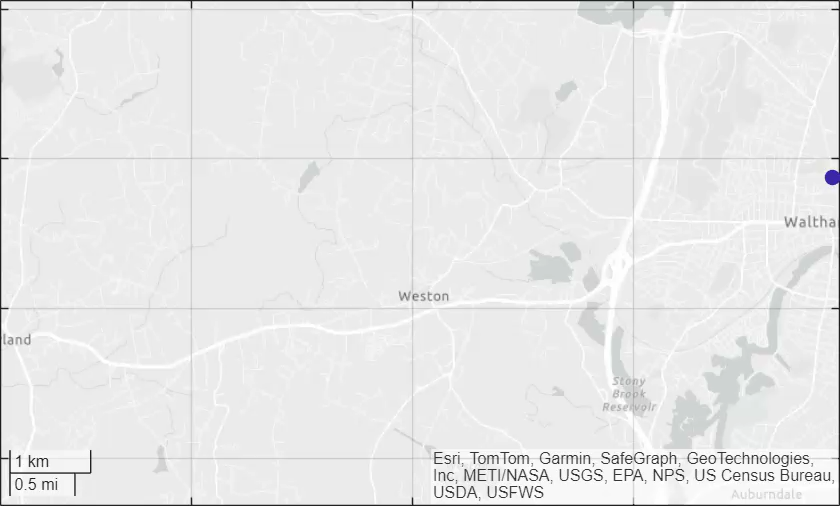 Waltha
Weston
land
Stony
Brook
Reservoir
1 km
0.5 mi
Esri, TomTom, Garmin, SafeGraph, GeoTechnologies,
Inc, METI/NASA, USGS, EPA, NPS, US Census Bureau,
USDA, USFWS
Auburndale